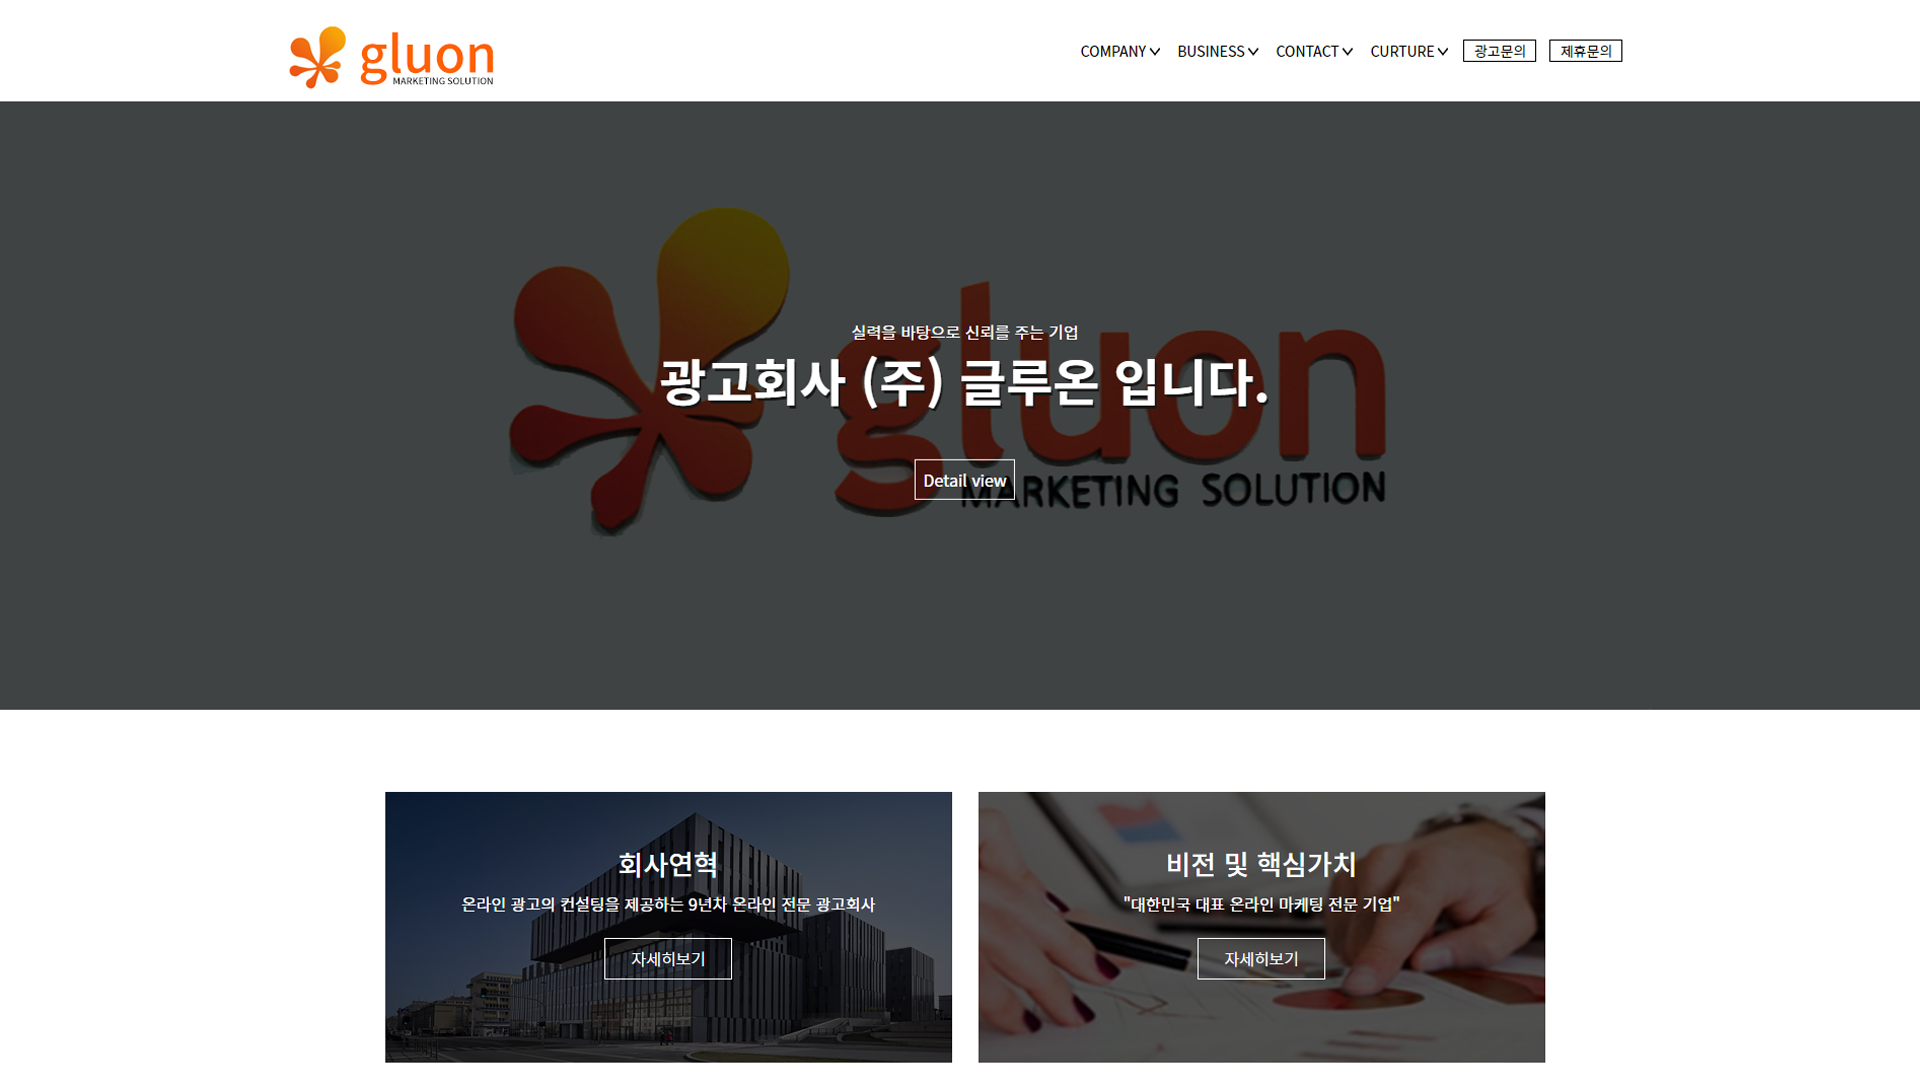 gluon
MARKETING SOLUTION
COMPANY
BUSINESS
CONTACT
CURTURE
광고문의
제휴문의
gluon
MARKETING SOLUTION
실력을 바탕으로 신뢰를 주는 기업
광고회사 (주) 글루온 입니다.
Detail view
회사연혁
온라인 광고의 컨설팅을 제공하는 9년차 온라인 전문 광고회사
자세히보기
비전 및 핵심가치
"대한민국 대표 온라인 마케팅 전문 기업"
자세히보기